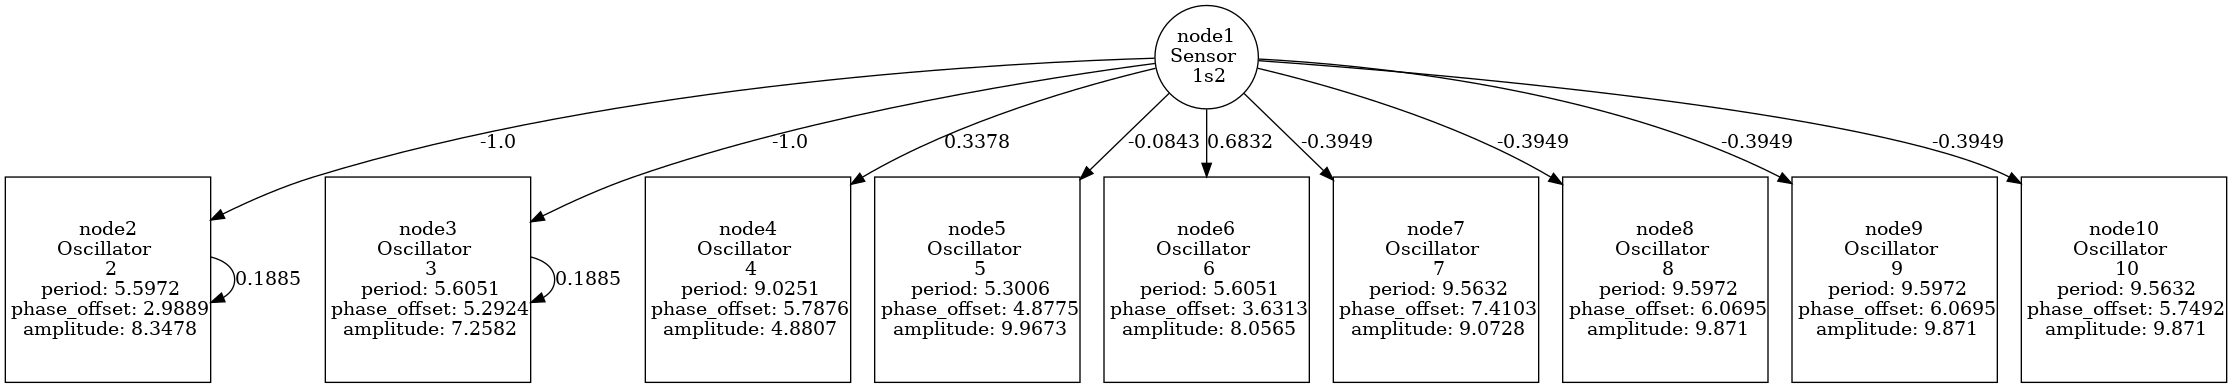 node1
Sensor
1s2
-1.0
-1.0
0.3378
-0.0843
0.6832
-0.3949
-0.3949
-0.3949
-0.3949
node2
Oscillator
2
period: 5.5972
phase_offset: 2.9889
amplitude: 8.3478
0.1885
node3
Oscillator
3
period: 5.6051
phase_offset: 5.2924
amplitude: 7.2582
0.1885
node4
Oscillator
4
period: 9.0251
phase_offset: 5.7876
amplitude: 4.8807
node5
Oscillator
5
period: 5.3006
phase_offset: 4.8775
amplitude: 9.9673
node6
Oscillator
6
period: 5.6051
phase_offset: 3.6313
amplitude: 8.0565
node7
Oscillator
7
period: 9.5632
phase_offset: 7.4103
amplitude: 9.0728
node8
Oscillator
8
period: 9.5972
phase_offset: 6.0695
amplitude: 9.871
node9
Oscillator
9
period: 9.5972
phase_offset: 6.0695
amplitude: 9.871
node10
Oscillator
10
period: 9.5632
phase_offset: 5.7492
amplitude: 9.871